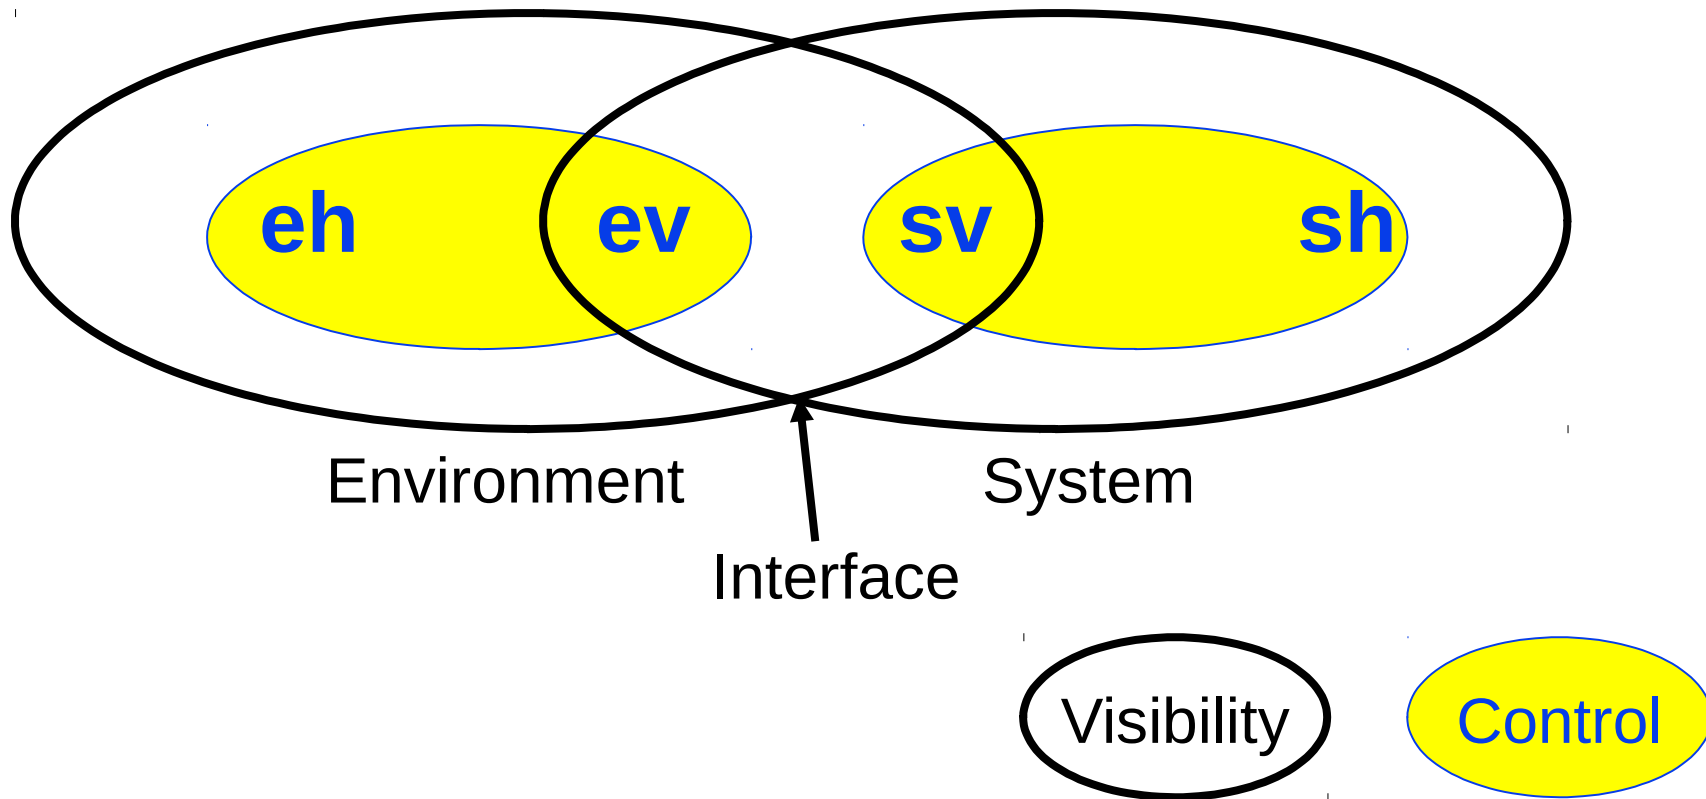 eh ev sv sh
Environment System
Interface
Visibility Control